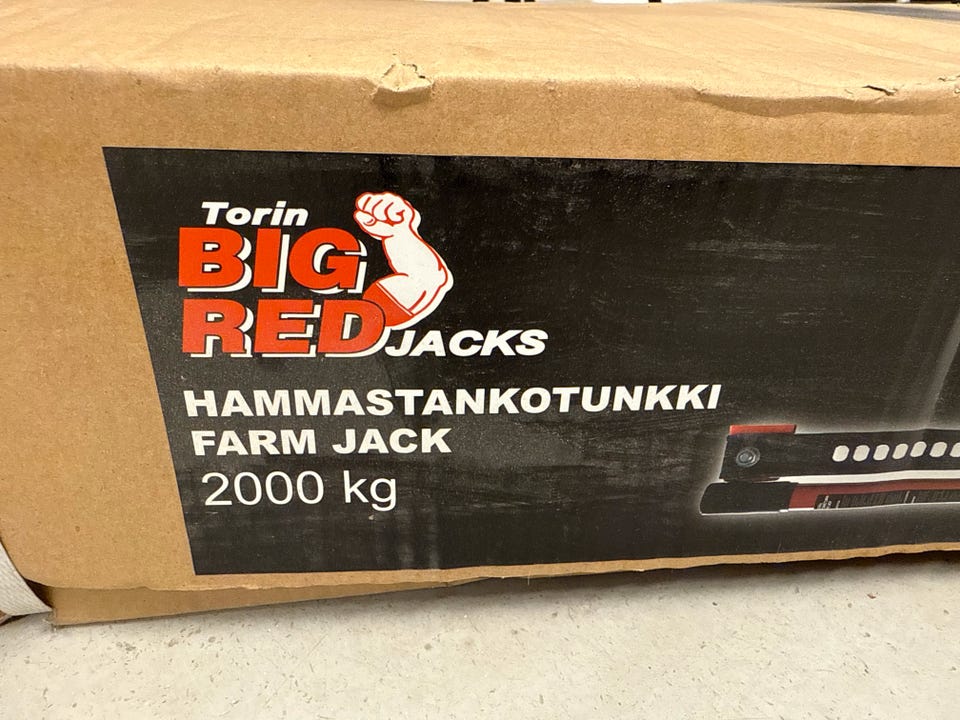 Torin
BIG
RED JACKS
HAMMASTANKOTUNKKI
FARM JACK
2000 kg